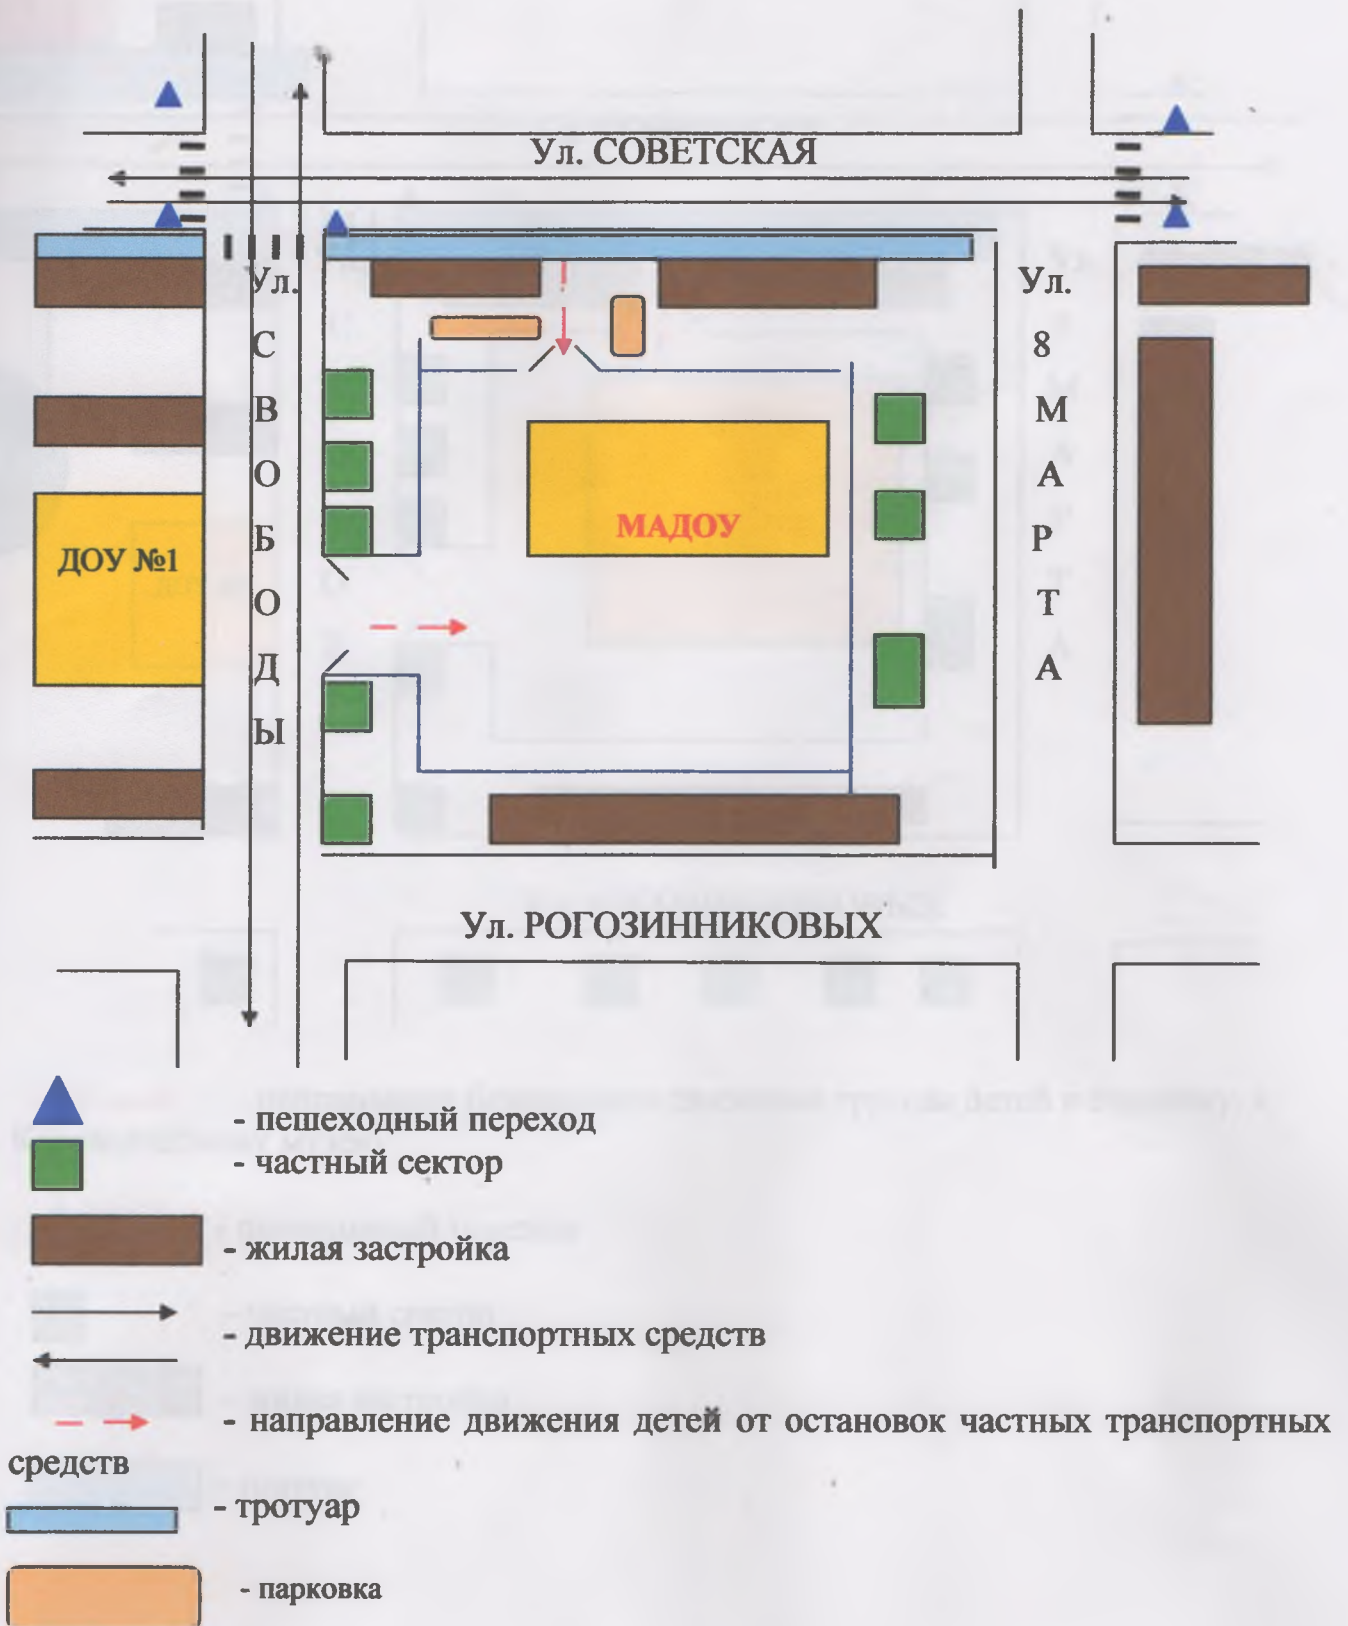 Ул. СОВЕТСКАЯ
Ул.
С
В
О
Б
О
Д
Ы
Ул.
8
М
А
Р
Т
А
МАДОУ
ДОУ №1
Ул. РОГОЗИННИКОВЫХ
- пешеходный переход
- частный сектор
- жилая застройка
- движение транспортных средств
- направление движения детей от остановок частных транспортных
средств
- тротуар
- парковка